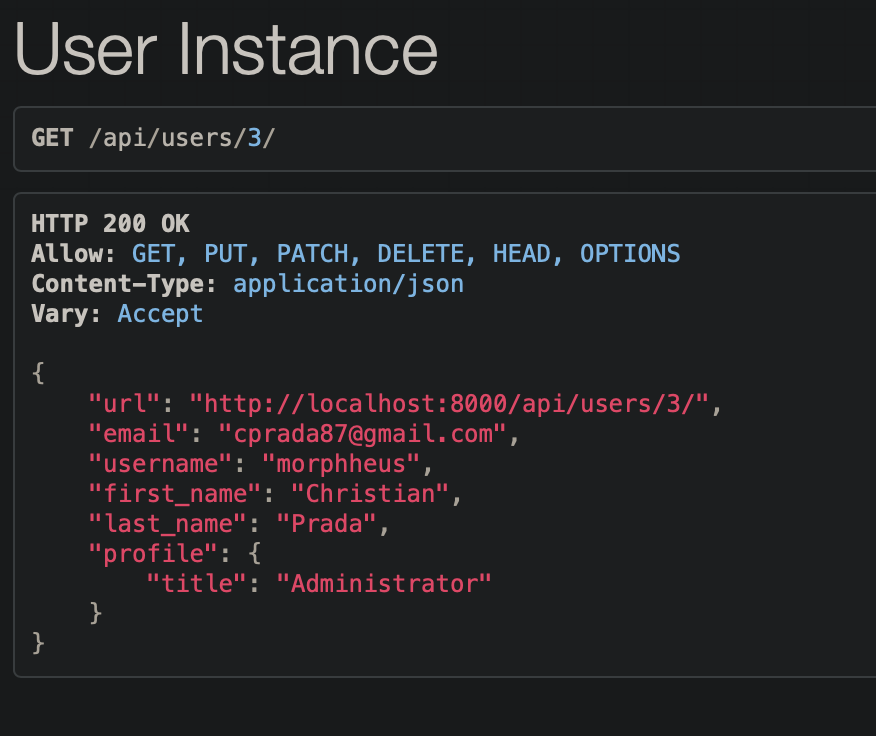 User Instance
GET /api/users/3/
HTTP 200 OK
Allow: GET, PUT, PATCH, DELETE, HEAD, OPTIONS
Content-Type: application/json
Vary: Accept
{
    "url": "http://localhost:8000/api/users/3/",
    "email": "cprada87@gmail.com",
    "username": "morphheus",
    "first_name": "Christian",
    "last_name": "Prada",
    "profile": {
        "title": "Administrator"
    }
}